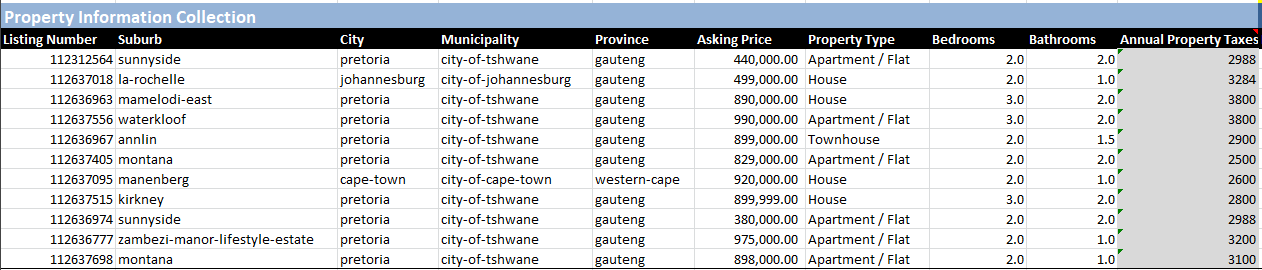 Property Information Collection
Listing Number Suburb City Municipality Province Asking Price Property Type Bedrooms Bathrooms Annual Property Taxes
112312564 sunnyside pretoria city-of-tshwane gauteng 440,000.00 Apartment / Flat 2.0 2.0 2988
112637018 la-rochelle johannesburg city-of-johannesburg gauteng 499,000.00 House 2.0 1.0 3284
112636963 mamelodi-east pretoria city-of-tshwane gauteng 890,000.00 House 3.0 2.0 3800
112637556 waterkloof pretoria city-of-tshwane gauteng 990,000.00 Apartment / Flat 3.0 2.0 3800
112636967 annlin pretoria city-of-tshwane gauteng 899,000.00 Townhouse 2.0 1.5 2900
112637405 montana pretoria city-of-tshwane gauteng 829,000.00 Apartment / Flat 2.0 2.0 2500
112637095 manenberg cape-town city-of-cape-town western-cape 920,000.00 House 2.0 1.0 2600
112637515 kirkney pretoria city-of-tshwane gauteng 899,999.00 House 3.0 2.0 2800
112636974 sunnyside pretoria city-of-tshwane gauteng 380,000.00 Apartment / Flat 2.0 2.0 2988
112636777 zambezi-manor-lifestyle-estate pretoria city-of-tshwane gauteng 975,000.00 Apartment / Flat 2.0 1.0 3200
112637698 montana pretoria city-of-tshwane gauteng 898,000.00 Apartment / Flat 2.0 1.0 3100